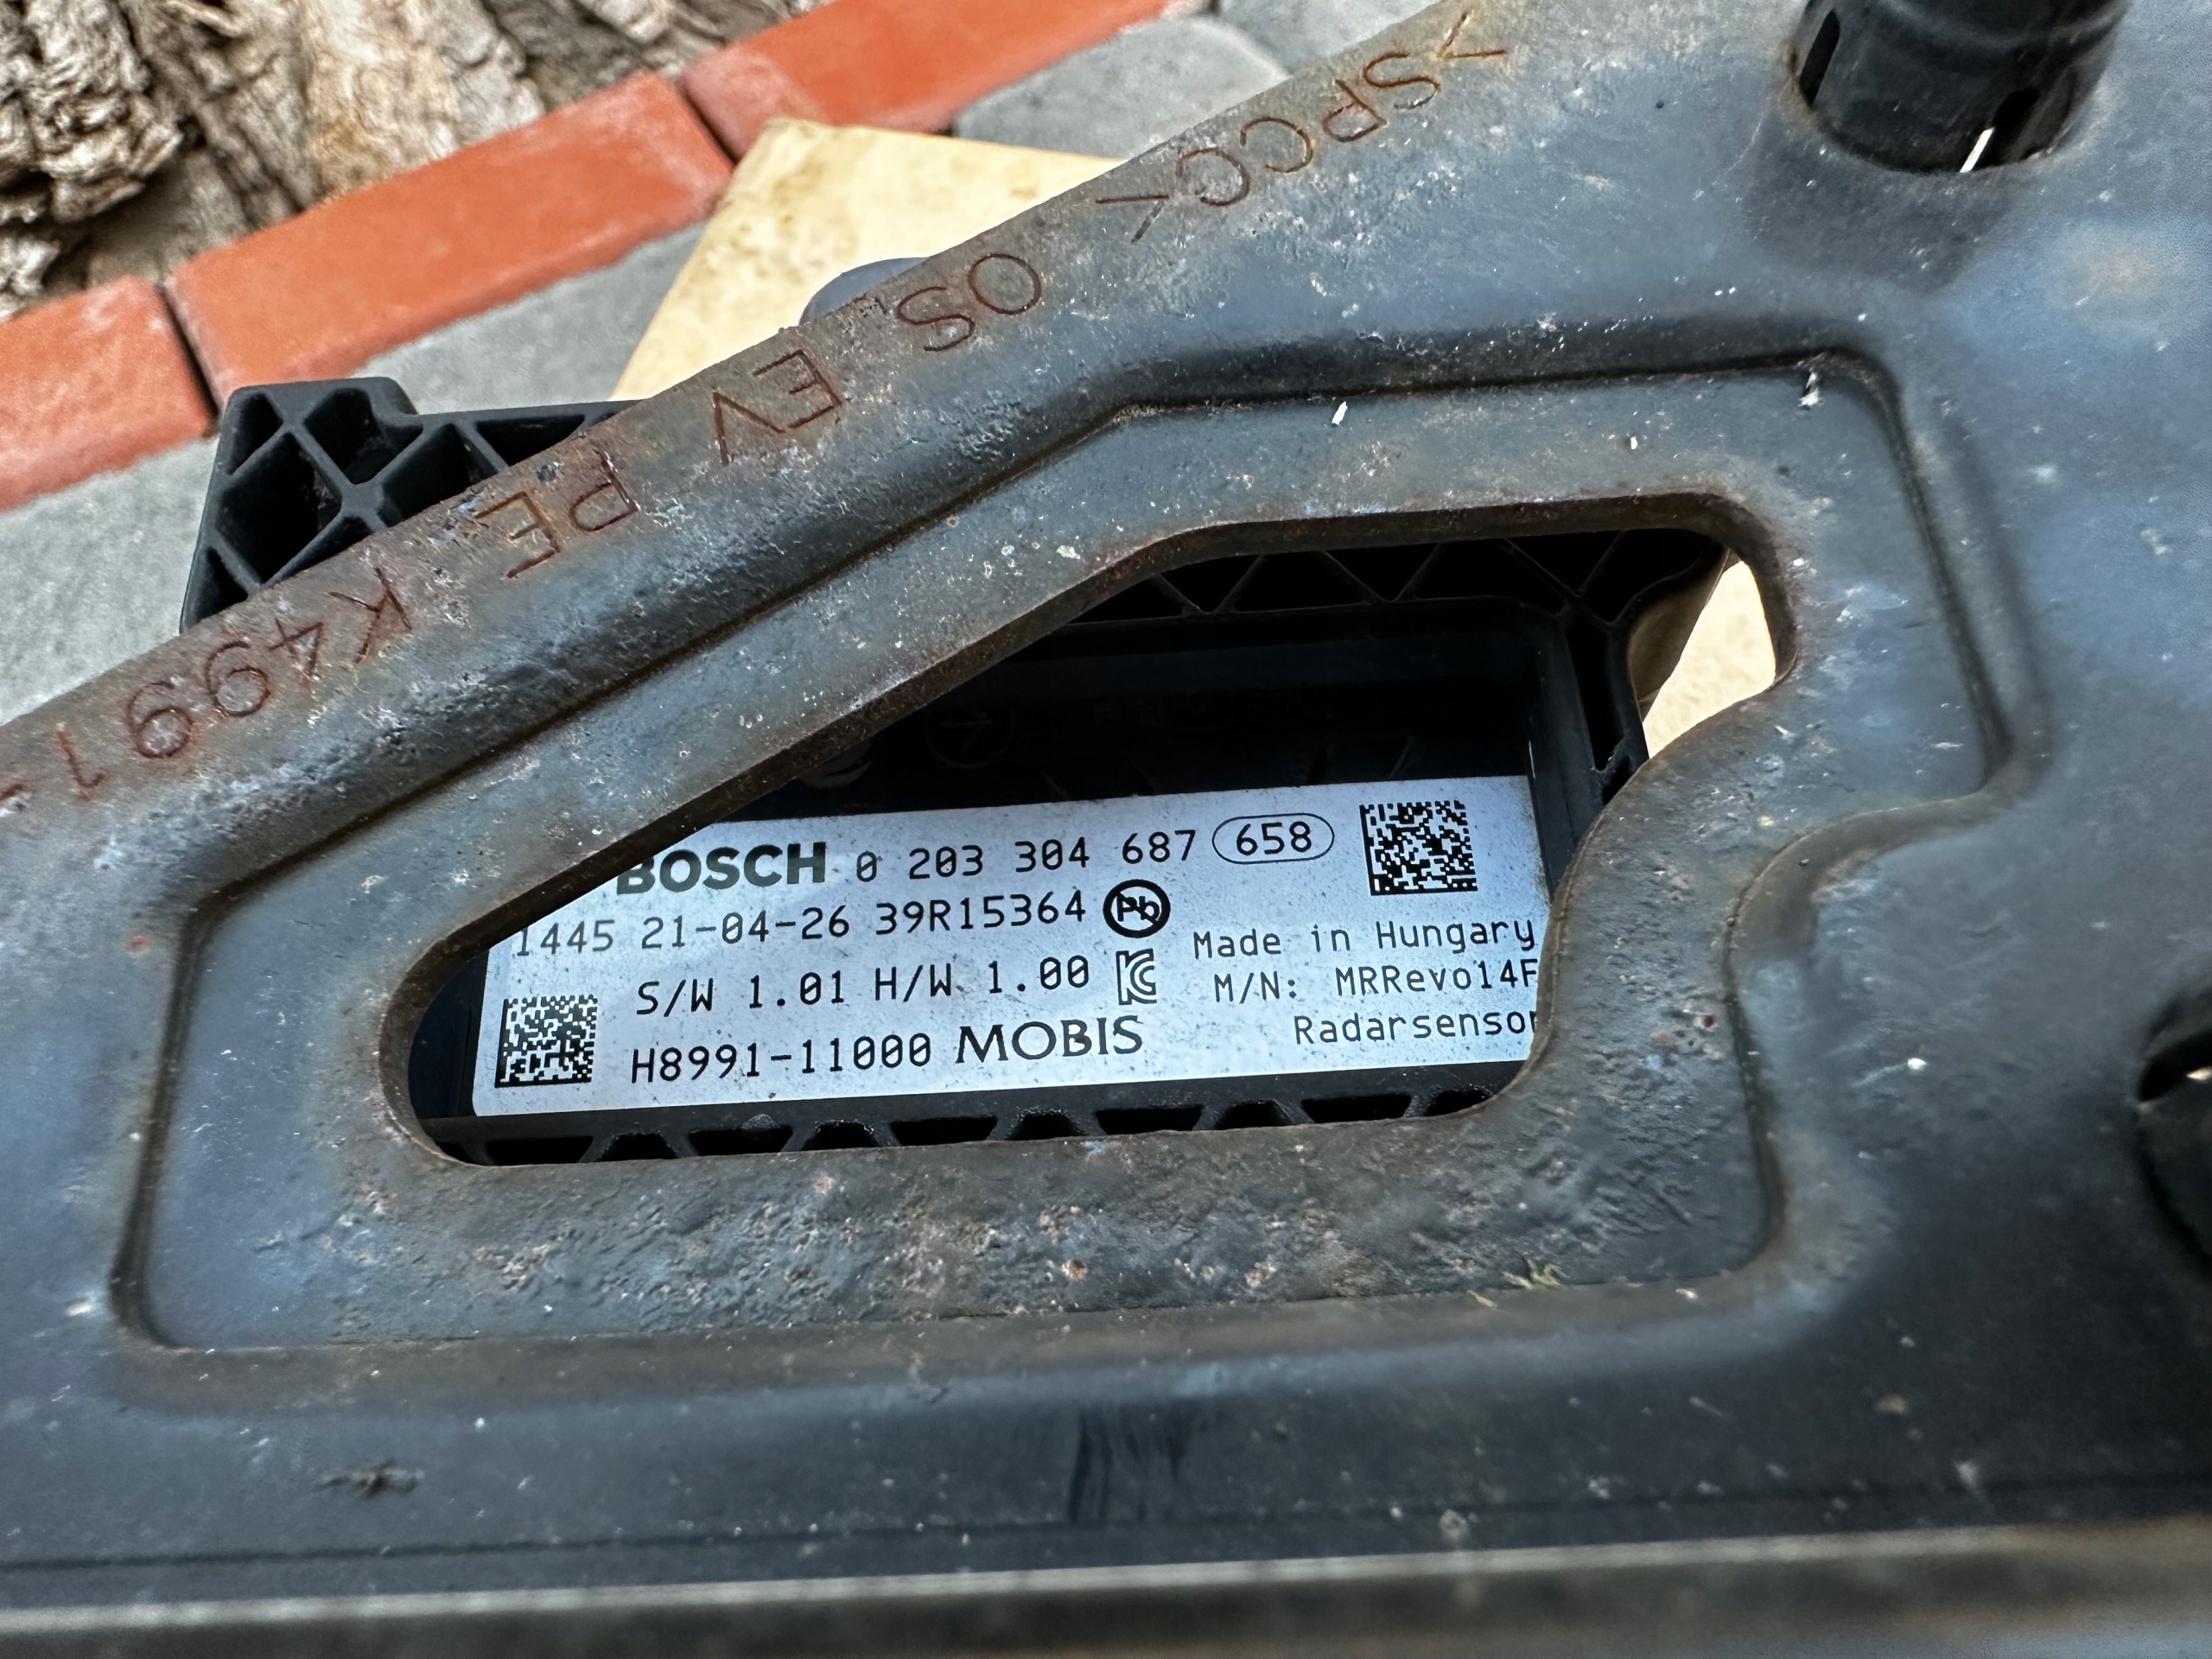 >SPCC<
OS EV PE K4991-
BOSCH 0 203 304 687 658
1445 21-04-26 39R15364 Pb
S/W 1.01 H/W 1.00
H8991-11000 MOBIS
Made in Hungary
M/N: MRRevo14F
Radarsensor